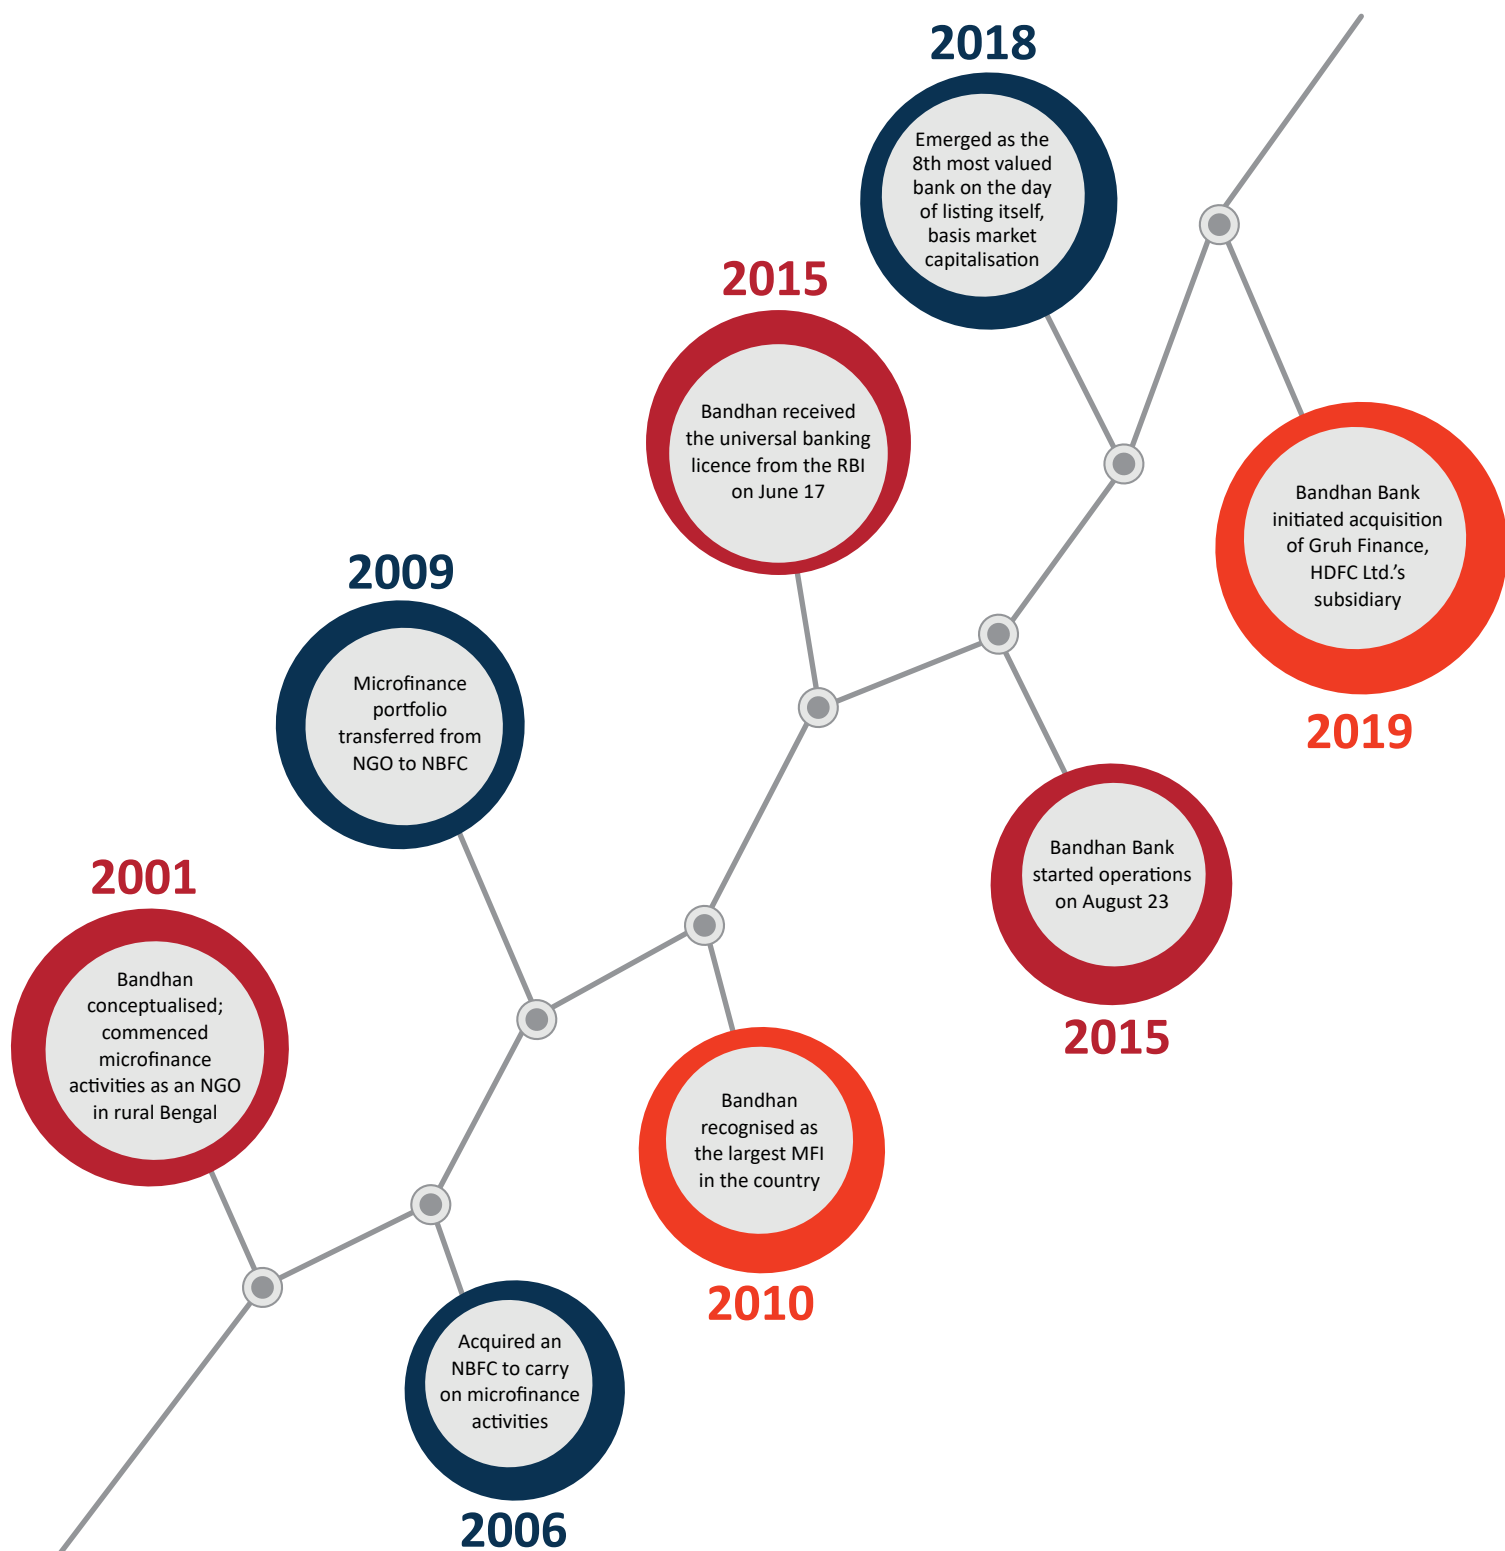 2001
Bandhan
conceptualised;
commenced
microfinance
activities as an NGO
in rural Bengal
Acquired an
NBFC to carry
on microfinance
activities
2006
2009
Microfinance
portfolio
transferred from
NGO to NBFC
Bandhan
recognised as
the largest MFI
in the country
2010
2015
Bandhan received
the universal banking
licence from the RBI
on June 17
Bandhan Bank
started operations
on August 23
2015
2018
Emerged as the
8th most valued
bank on the day
of listing itself,
basis market
capitalisation
Bandhan Bank
initiated acquisition
of Gruh Finance,
HDFC Ltd.’s
subsidiary
2019